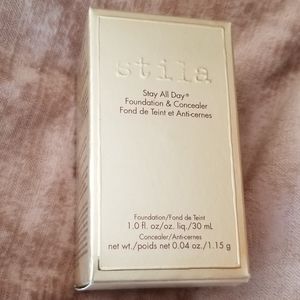 stila
Stay All Day®
Foundation & Concealer
Fond de Teint et Anti-cernes
Foundation/Fond de Teint
1.0 fl. oz/oz. liq./30 mL
Concealer/Anti-cernes
net wt./poids net 0.04 oz./1.15 g